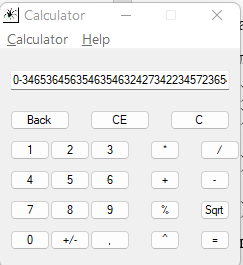 Calculator
Calculator Help
0-34653645635463546324273422345723654
Back CE C
1 2 3 * /
4 5 6 + -
7 8 9 % Sqrt
0 +/- , ^ =